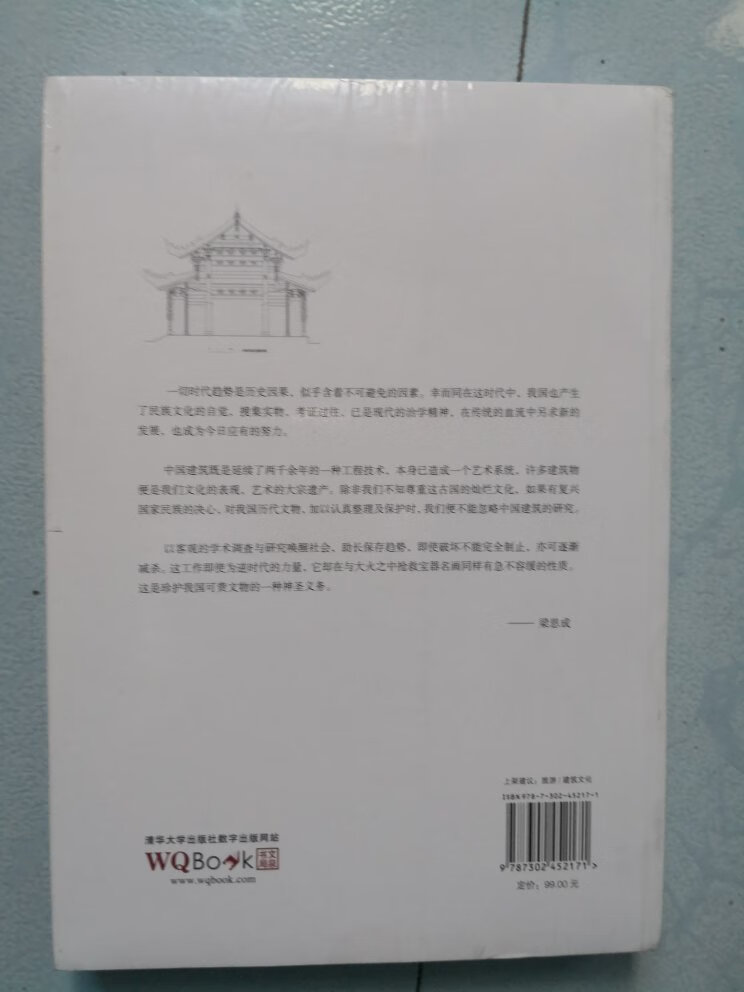 一切时代趋势是历史因果，似乎含着不可避免的因素。幸而同在这时代中，我国也产生
了民族文化的自觉，搜集实物，考证过往，已是现代的治学精神，在传统的血流中另求新的
发展，也成为今日应有的努力。
中国建筑既是延续了两千余年的一种工程技术，本身已造成一个艺术系统，许多建筑物
便是我们文化的表现，艺术的大宗遗产。除非我们不知尊重这古国的灿烂文化，如果有复兴
国家民族的决心，对我国历代文物，加以认真整理及保护时，我们便不能忽略中国建筑的研究。
以客观的学术调查与研究唤醒社会，助长保存趋势，即使破坏不能完全制止，亦可逐渐
减杀。这工作即使为逆时代的力量，它却在与大火之中抢救宝器名画同样有急不容缓的性质。
这是珍护我国可贵文物的一种神圣义务。
—— 梁思成
上架建议：旅游 / 建筑文化
ISBN 978-7-302-45217-1
9 787302 452171 >
定价：99.00元
清华大学出版社数字出版网站
WQBook 文泉书局
www.wqbook.com